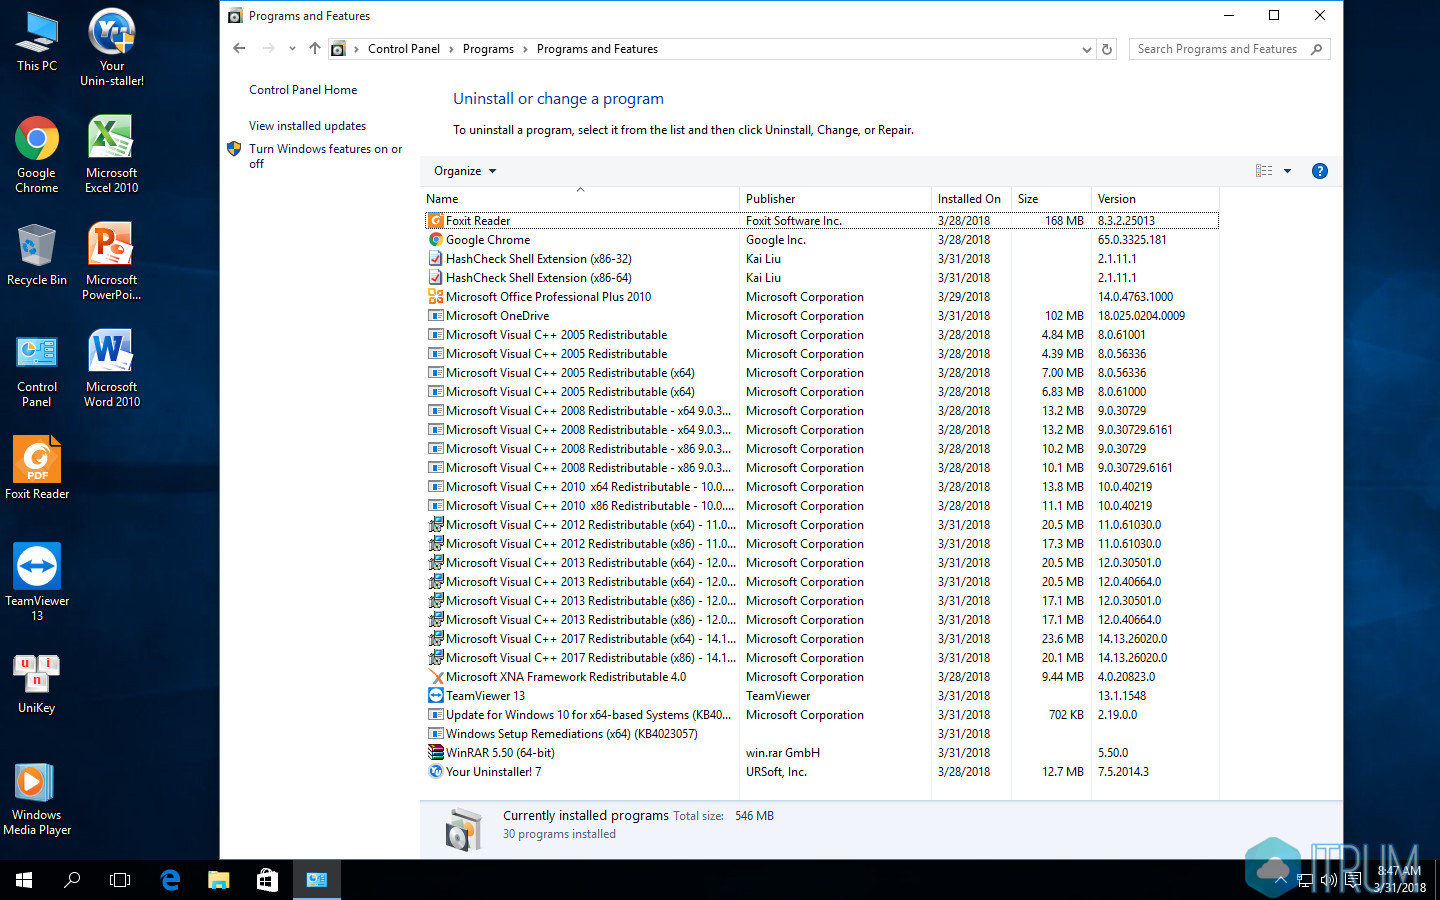 This PC
Your
Unin-staller!
Google
Chrome
Microsoft
Excel 2010
Recycle Bin
Microsoft
PowerPoi...
Control
Panel
Microsoft
Word 2010
PDF
Foxit Reader
TeamViewer
13
u i
n
UniKey
Windows
Media Player
Programs and Features
Control Panel > Programs > Programs and Features
Search Programs and Features
Control Panel Home
View installed updates
Turn Windows features on or
off
Uninstall or change a program
To uninstall a program, select it from the list and then click Uninstall, Change, or Repair.
Organize
Name Publisher Installed On Size Version
Foxit Reader Foxit Software Inc. 3/28/2018 168 MB 8.3.2.25013
Google Chrome Google Inc. 3/28/2018 65.0.3325.181
HashCheck Shell Extension (x86-32) Kai Liu 3/31/2018 2.1.11.1
HashCheck Shell Extension (x86-64) Kai Liu 3/31/2018 2.1.11.1
Microsoft Office Professional Plus 2010 Microsoft Corporation 3/29/2018 14.0.4763.1000
Microsoft OneDrive Microsoft Corporation 3/31/2018 102 MB 18.025.0204.0009
Microsoft Visual C++ 2005 Redistributable Microsoft Corporation 3/28/2018 4.84 MB 8.0.61001
Microsoft Visual C++ 2005 Redistributable Microsoft Corporation 3/28/2018 4.39 MB 8.0.56336
Microsoft Visual C++ 2005 Redistributable (x64) Microsoft Corporation 3/28/2018 7.00 MB 8.0.56336
Microsoft Visual C++ 2005 Redistributable (x64) Microsoft Corporation 3/28/2018 6.83 MB 8.0.61000
Microsoft Visual C++ 2008 Redistributable - x64 9.0.3... Microsoft Corporation 3/28/2018 13.2 MB 9.0.30729
Microsoft Visual C++ 2008 Redistributable - x64 9.0.3... Microsoft Corporation 3/28/2018 13.2 MB 9.0.30729.6161
Microsoft Visual C++ 2008 Redistributable - x86 9.0.3... Microsoft Corporation 3/28/2018 10.2 MB 9.0.30729
Microsoft Visual C++ 2008 Redistributable - x86 9.0.3... Microsoft Corporation 3/28/2018 10.1 MB 9.0.30729.6161
Microsoft Visual C++ 2010 x64 Redistributable - 10.0.... Microsoft Corporation 3/28/2018 13.8 MB 10.0.40219
Microsoft Visual C++ 2010 x86 Redistributable - 10.0.... Microsoft Corporation 3/28/2018 11.1 MB 10.0.40219
Microsoft Visual C++ 2012 Redistributable (x64) - 11.0... Microsoft Corporation 3/31/2018 20.5 MB 11.0.61030.0
Microsoft Visual C++ 2012 Redistributable (x86) - 11.0... Microsoft Corporation 3/31/2018 17.3 MB 11.0.61030.0
Microsoft Visual C++ 2013 Redistributable (x64) - 12.0... Microsoft Corporation 3/31/2018 20.5 MB 12.0.30501.0
Microsoft Visual C++ 2013 Redistributable (x64) - 12.0... Microsoft Corporation 3/31/2018 20.5 MB 12.0.40664.0
Microsoft Visual C++ 2013 Redistributable (x86) - 12.0... Microsoft Corporation 3/31/2018 17.1 MB 12.0.30501.0
Microsoft Visual C++ 2013 Redistributable (x86) - 12.0... Microsoft Corporation 3/31/2018 17.1 MB 12.0.40664.0
Microsoft Visual C++ 2017 Redistributable (x64) - 14.1... Microsoft Corporation 3/31/2018 23.6 MB 14.13.26020.0
Microsoft Visual C++ 2017 Redistributable (x86) - 14.1... Microsoft Corporation 3/31/2018 20.1 MB 14.13.26020.0
Microsoft XNA Framework Redistributable 4.0 Microsoft Corporation 3/28/2018 9.44 MB 4.0.20823.0
TeamViewer 13 TeamViewer 3/31/2018 13.1.1548
Update for Windows 10 for x64-based Systems (KB40... Microsoft Corporation 3/31/2018 702 KB 2.19.0.0
Windows Setup Remediations (x64) (KB4023057) 3/31/2018
WinRAR 5.50 (64-bit) win.rar GmbH 3/31/2018 5.50.0
Your Uninstaller! 7 URSoft, Inc. 3/28/2018 12.7 MB 7.5.2014.3
Currently installed programs Total size: 546 MB
30 programs installed
ITRUM
8:47 AM
3/31/2018